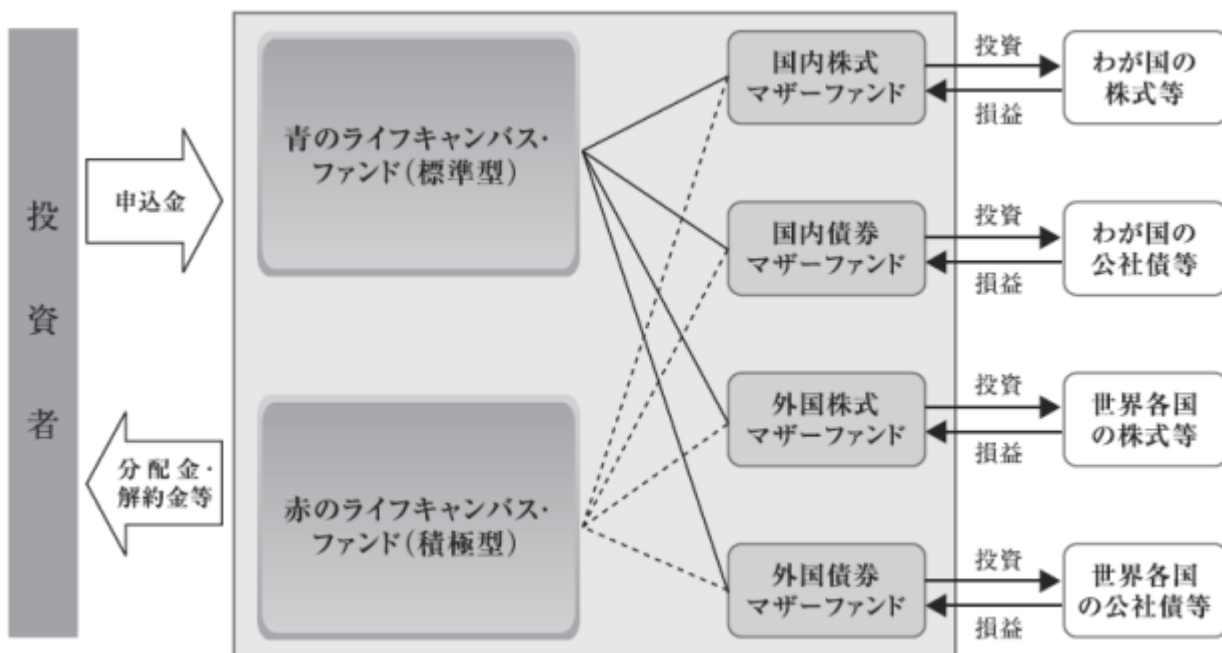 投資者
申込金
分配金・
解約金等
青のライフキャンバス・
ファンド(標準型)
赤のライフキャンバス・
ファンド(積極型)
国内株式
マザーファンド
投資
損益
わが国の
株式等
国内債券
マザーファンド
投資
損益
わが国の
公社債等
外国株式
マザーファンド
投資
損益
世界各国
の株式等
外国債券
マザーファンド
投資
損益
世界各国
の公社債等